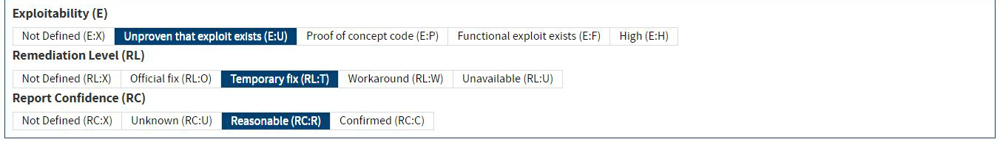 Exploitability (E)
Not Defined (E:X) Unproven that exploit exists (E:U) Proof of concept code (E:P) Functional exploit exists (E:F) High (E:H)
Remediation Level (RL)
Not Defined (RL:X) Official fix (RL:O) Temporary fix (RL:T) Workaround (RL:W) Unavailable (RL:U)
Report Confidence (RC)
Not Defined (RC:X) Unknown (RC:U) Reasonable (RC:R) Confirmed (RC:C)